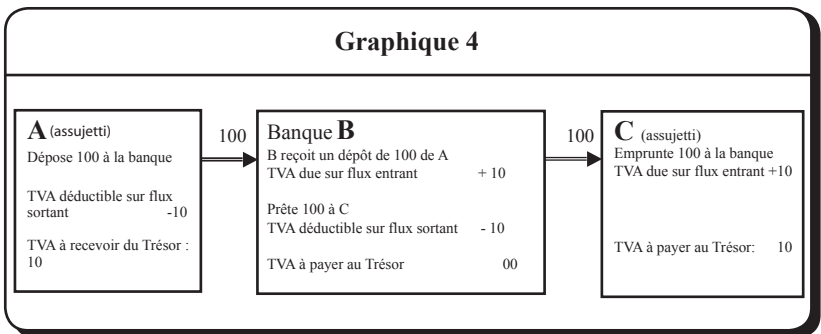 Graphique 4
A (assujetti)
Dépose 100 à la banque
TVA déductible sur flux
sortant -10
TVA à recevoir du Trésor :
10
100
Banque B
B reçoit un dépôt de 100 de A
TVA due sur flux entrant + 10
Prête 100 à C
TVA déductible sur flux sortant - 10
TVA à payer au Trésor 00
100
C (assujetti)
Emprunte 100 à la banque
TVA due sur flux entrant +10
TVA à payer au Trésor: 10